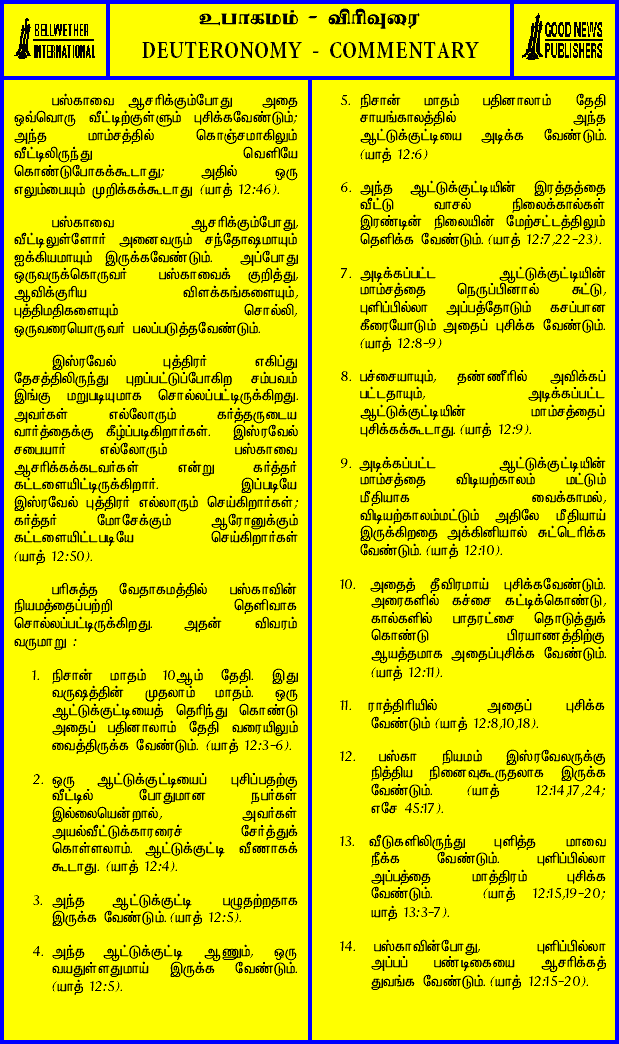 BELLWETHER
INTERNATIONAL
உபாகமம் - விரிவுரை
DEUTERONOMY - COMMENTARY
GOOD NEWS
PUBLISHERS
பஸ்காவை ஆசரிக்கும்போது அதை
ஒவ்வொரு வீட்டிற்குள்ளும் புசிக்கவேண்டும்;
அந்த மாம்சத்தில் கொஞ்சமாகிலும்
வீட்டிலிருந்து வெளியே
கொண்டுபோகக்கூடாது; அதில் ஒரு
எலும்பையும் முறிக்கக்கூடாது (யாத் 12:46).
பஸ்காவை ஆசரிக்கும்போது,
வீட்டிலுள்ளோர் அனைவரும் சந்தோஷமாயும்
ஐக்கியமாயும் இருக்கவேண்டும். அப்போது
ஒருவருக்கொருவர் பஸ்காவைக் குறித்து,
ஆவிக்குரிய விளக்கங்களையும்,
புத்திமதிகளையும் சொல்லி,
ஒருவரையொருவர் பலப்படுத்தவேண்டும்.
இஸ்ரவேல் புத்திரர் எகிப்து
தேசத்திலிருந்து புறப்பட்டுப்போகிற சம்பவம்
இங்கு மறுபடியுமாக சொல்லப்பட்டிருக்கிறது.
அவர்கள் எல்லோரும் கர்த்தருடைய
வார்த்தைக்கு கீழ்ப்படிகிறார்கள். இஸ்ரவேல்
சபையார் எல்லோரும் பஸ்காவை
ஆசரிக்கக்கடவர்கள் என்று கர்த்தர்
கட்டளையிட்டிருக்கிறார். இப்படியே
இஸ்ரவேல் புத்திரர் எல்லாரும் செய்கிறார்கள்;
கர்த்தர் மோசேக்கும் ஆரோனுக்கும்
கட்டளையிட்டபடியே செய்கிறார்கள்
(யாத் 12:50).
பரிசுத்த வேதாகமத்தில் பஸ்காவின்
நியமத்தைப்பற்றி தெளிவாக
சொல்லப்பட்டிருக்கிறது. அதன் விவரம்
வருமாறு :
1. நிசான் மாதம் 10ஆம் தேதி. இது
வருஷத்தின் முதலாம் மாதம். ஒரு
ஆட்டுக்குட்டியைத் தெரிந்து கொண்டு
அதைப் பதினாலாம் தேதி வரையிலும்
வைத்திருக்க வேண்டும். (யாத் 12:3-6).
2. ஒரு ஆட்டுக்குட்டியைப் புசிப்பதற்கு
வீட்டில் போதுமான நபர்கள்
இல்லையென்றால், அவர்கள்
அயல்வீட்டுக்காரரைச் சேர்த்துக்
கொள்ளலாம். ஆட்டுக்குட்டி வீணாகக்
கூடாது. (யாத் 12:4).
3. அந்த ஆட்டுக்குட்டி பழுதற்றதாக
இருக்க வேண்டும். (யாத் 12:5).
4. அந்த ஆட்டுக்குட்டி ஆணும், ஒரு
வயதுள்ளதுமாய் இருக்க வேண்டும்.
(யாத் 12:5).
5. நிசான் மாதம் பதினாலாம் தேதி
சாயங்காலத்தில் அந்த
ஆட்டுக்குட்டியை அடிக்க வேண்டும்.
(யாத் 12:6)
6. அந்த ஆட்டுக்குட்டியின் இரத்தத்தை
வீட்டு வாசல் நிலைக்கால்கள்
இரண்டின் நிலையின் மேற்சட்டத்திலும்
தெளிக்க வேண்டும். (யாத் 12:7,22-23).
7. அடிக்கப்பட்ட ஆட்டுக்குட்டியின்
மாம்சத்தை நெருப்பினால் சுட்டு,
புளிப்பில்லா அப்பத்தோடும் கசப்பான
கீரையோடும் அதைப் புசிக்க வேண்டும்.
(யாத் 12:8-9)
8. பச்சையாயும், தண்ணீரில் அவிக்கப்
பட்டதாயும், அடிக்கப்பட்ட
ஆட்டுக்குட்டியின் மாம்சத்தைப்
புசிக்கக்கூடாது. (யாத் 12:9).
9. அடிக்கப்பட்ட ஆட்டுக்குட்டியின்
மாம்சத்தை விடியற்காலம் மட்டும்
மீதியாக வைக்காமல்,
விடியற்காலம்மட்டும் அதிலே மீதியாய்
இருக்கிறதை அக்கினியால் சுட்டெரிக்க
வேண்டும். (யாத் 12:10).
10. அதைத் தீவிரமாய் புசிக்கவேண்டும்.
அரைகளில் கச்சை கட்டிக்கொண்டு,
கால்களில் பாதரட்சை தொடுத்துக்
கொண்டு பிரயாணத்திற்கு
ஆயத்தமாக அதைப்புசிக்க வேண்டும்.
(யாத் 12:11).
11. ராத்திரியில் அதைப் புசிக்க
வேண்டும் (யாத் 12:8,10,18).
12. பஸ்கா நியமம் இஸ்ரவேலருக்கு
நித்திய நினைவுகூருதலாக இருக்க
வேண்டும். (யாத் 12:14,17,24;
எசே 45:17).
13. வீடுகளிலிருந்து புளித்த மாவை
நீக்க வேண்டும். புளிப்பில்லா
அப்பத்தை மாத்திரம் புசிக்க
வேண்டும். (யாத் 12:15,19-20;
யாத் 13:3-7).
14. பஸ்காவின்போது, புளிப்பில்லா
அப்பப் பண்டிகையை ஆசரிக்கத்
துவங்க வேண்டும். (யாத் 12:15-20).